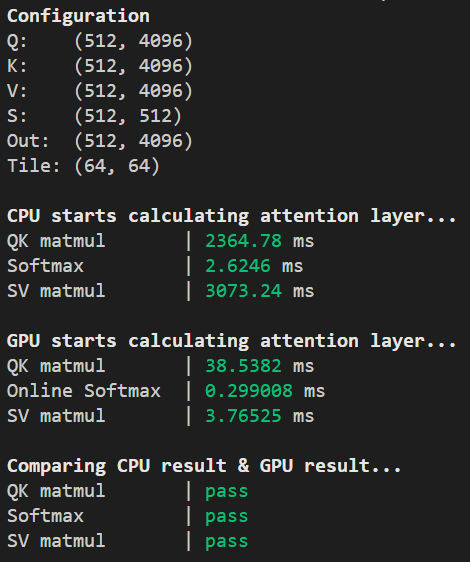 Configuration
Q:    (512, 4096)
K:    (512, 4096)
V:    (512, 4096)
S:    (512, 512)
Out:  (512, 4096)
Tile: (64, 64)
CPU starts calculating attention layer...
QK matmul       | 2364.78 ms
Softmax         | 2.6246 ms
SV matmul       | 3073.24 ms
GPU starts calculating attention layer...
QK matmul       | 38.5382 ms
Online Softmax  | 0.299008 ms
SV matmul       | 3.76525 ms
Comparing CPU result & GPU result...
QK matmul       | pass
Softmax         | pass
SV matmul       | pass